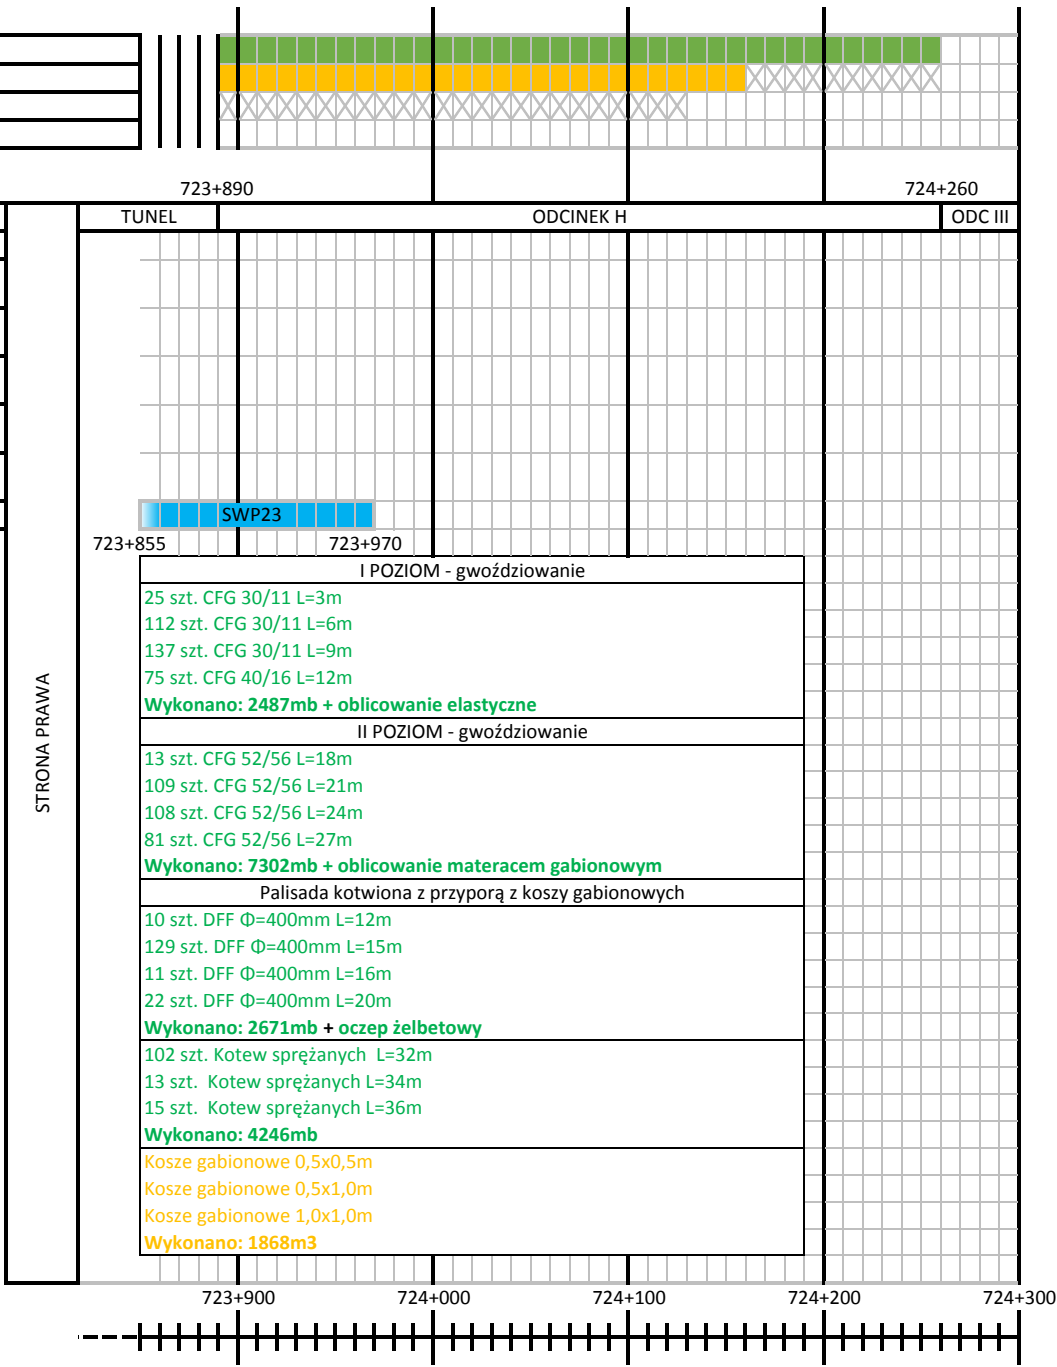 723+890
724+260
TUNEL
ODCINEK H
ODC III
STRONA PRAWA
SWP23
723+855
723+970
I POZIOM - gwoździowanie
25 szt. CFG 30/11 L=3m
112 szt. CFG 30/11 L=6m
137 szt. CFG 30/11 L=9m
75 szt. CFG 40/16 L=12m
Wykonano: 2487mb + oblicowanie elastyczne
II POZIOM - gwoździowanie
13 szt. CFG 52/56 L=18m
109 szt. CFG 52/56 L=21m
108 szt. CFG 52/56 L=24m
81 szt. CFG 52/56 L=27m
Wykonano: 7302mb + oblicowanie materacem gabionowym
Palisada kotwiona z przyporą z koszy gabionowych
10 szt. DFF Φ=400mm L=12m
129 szt. DFF Φ=400mm L=15m
11 szt. DFF Φ=400mm L=16m
22 szt. DFF Φ=400mm L=20m
Wykonano: 2671mb + oczep żelbetowy
102 szt. Kotew sprężanych L=32m
13 szt. Kotew sprężanych L=34m
15 szt. Kotew sprężanych L=36m
Wykonano: 4246mb
Kosze gabionowe 0,5x0,5m
Kosze gabionowe 0,5x1,0m
Kosze gabionowe 1,0x1,0m
Wykonano: 1868m3
723+900
724+000
724+100
724+200
724+300